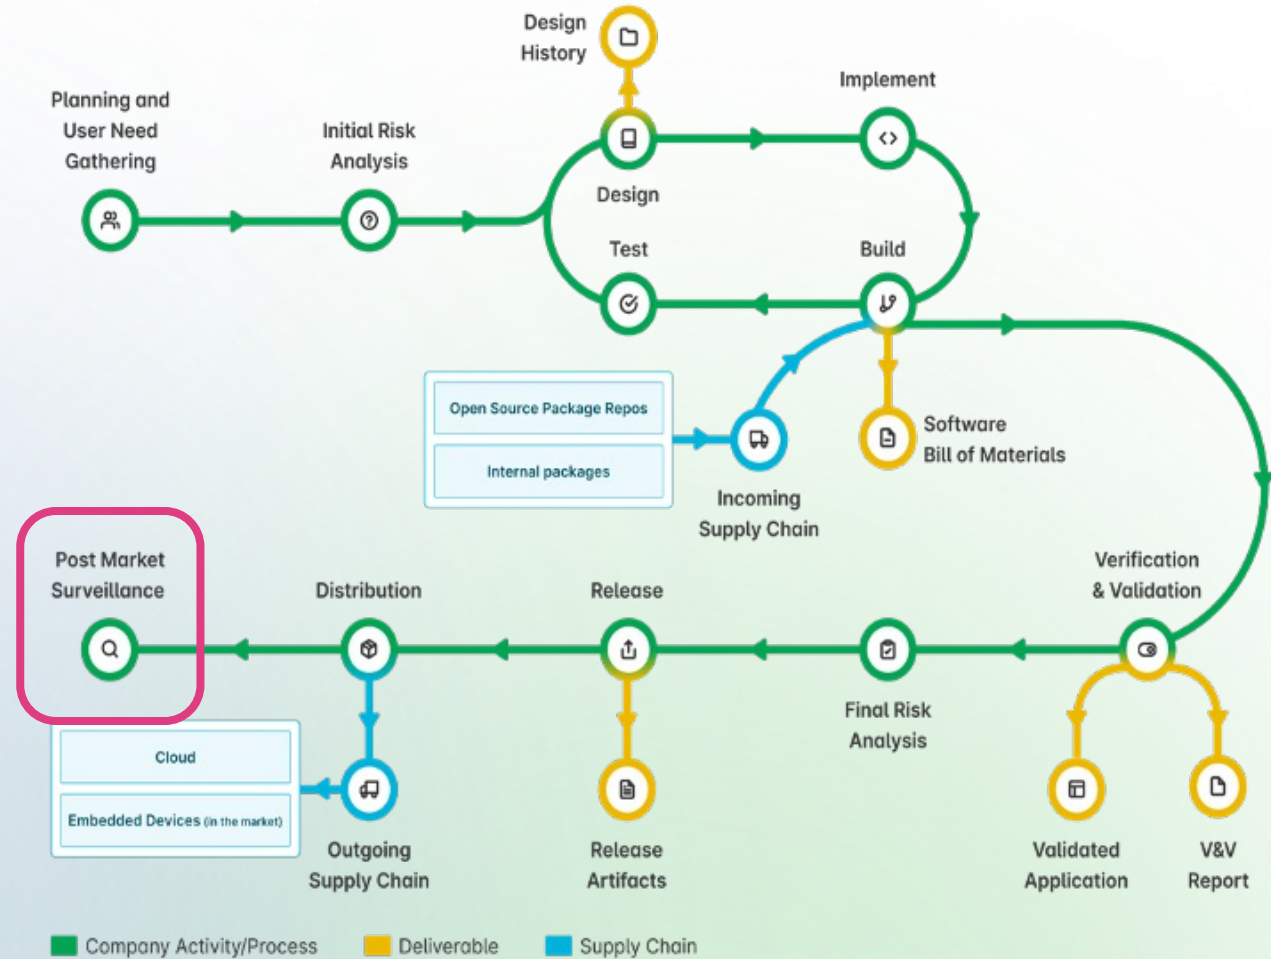 Design
History
Implement
Planning and
User Need
Gathering
Initial Risk
Analysis
Design
Test
Build
Open Source Package Repos
Internal packages
Software
Bill of Materials
Incoming
Supply Chain
Post Market
Surveillance
Distribution
Release
Verification
& Validation
Final Risk
Analysis
Cloud
Embedded Devices (in the market)
Outgoing
Supply Chain
Release
Artifacts
Validated
Application
V&V
Report
Company Activity/Process
Deliverable
Supply Chain